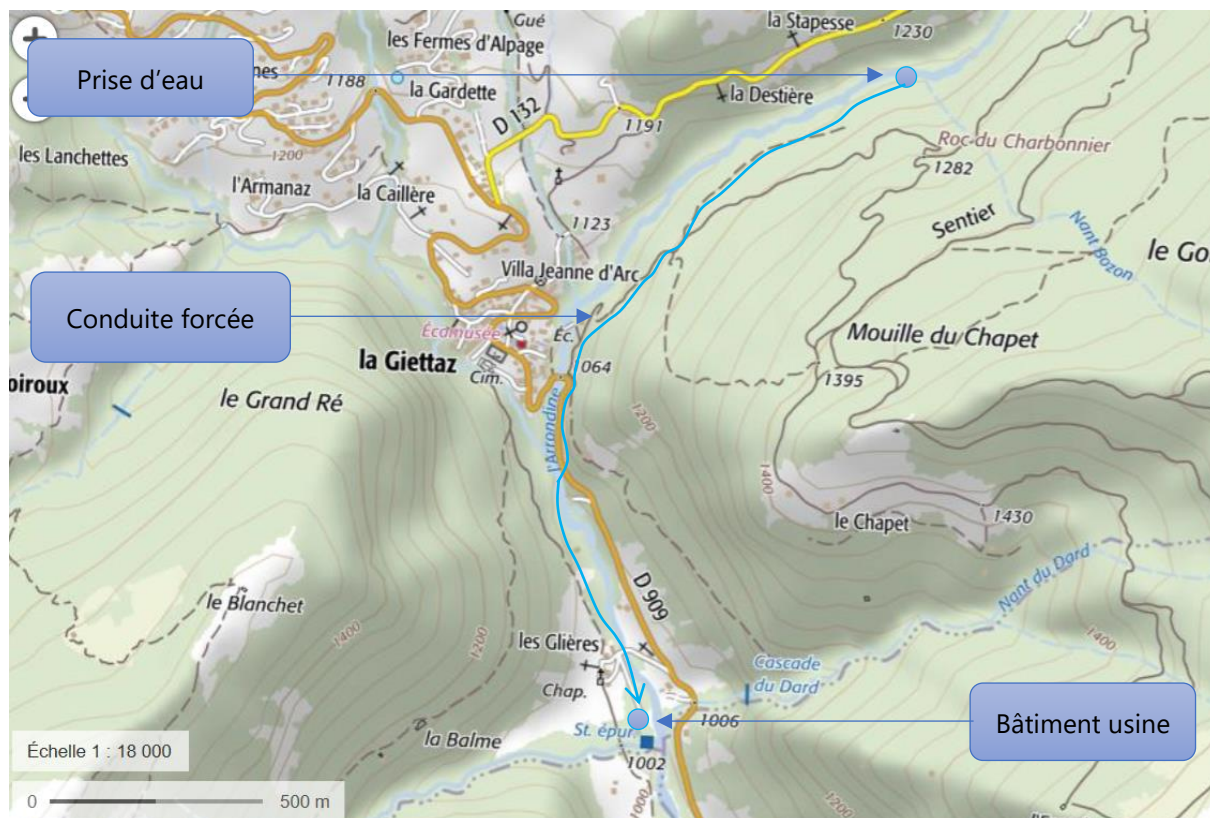 Gué
la Stapesse
1230
les Fermes d'Alpage
Prise d'eau
nes
1188
la Gardette
D 132
la Destière
1191
les Lanchettes
1200
Roc du Charbonnier
1282
l'Armanaz
la Caillère
Sentier
1123
Nant Bozon
le Go
Villa Jeanne d'Arc
Conduite forcée
Écomusée
Éc.
Mouille du Chapet
la Giettaz
Cim.
1064
oiroux
le Grand Ré
1395
1200
l'Arrondine
1400
le Chapet
1430
D 909
Nant du Dard
le Blanchet
1400
1200
les Glières
1400
Cascade
du Dard
Chap.
St. épur.
1006
Bâtiment usine
la Balme
1002
Échelle 1 : 18 000
1000
1200
0
500 m